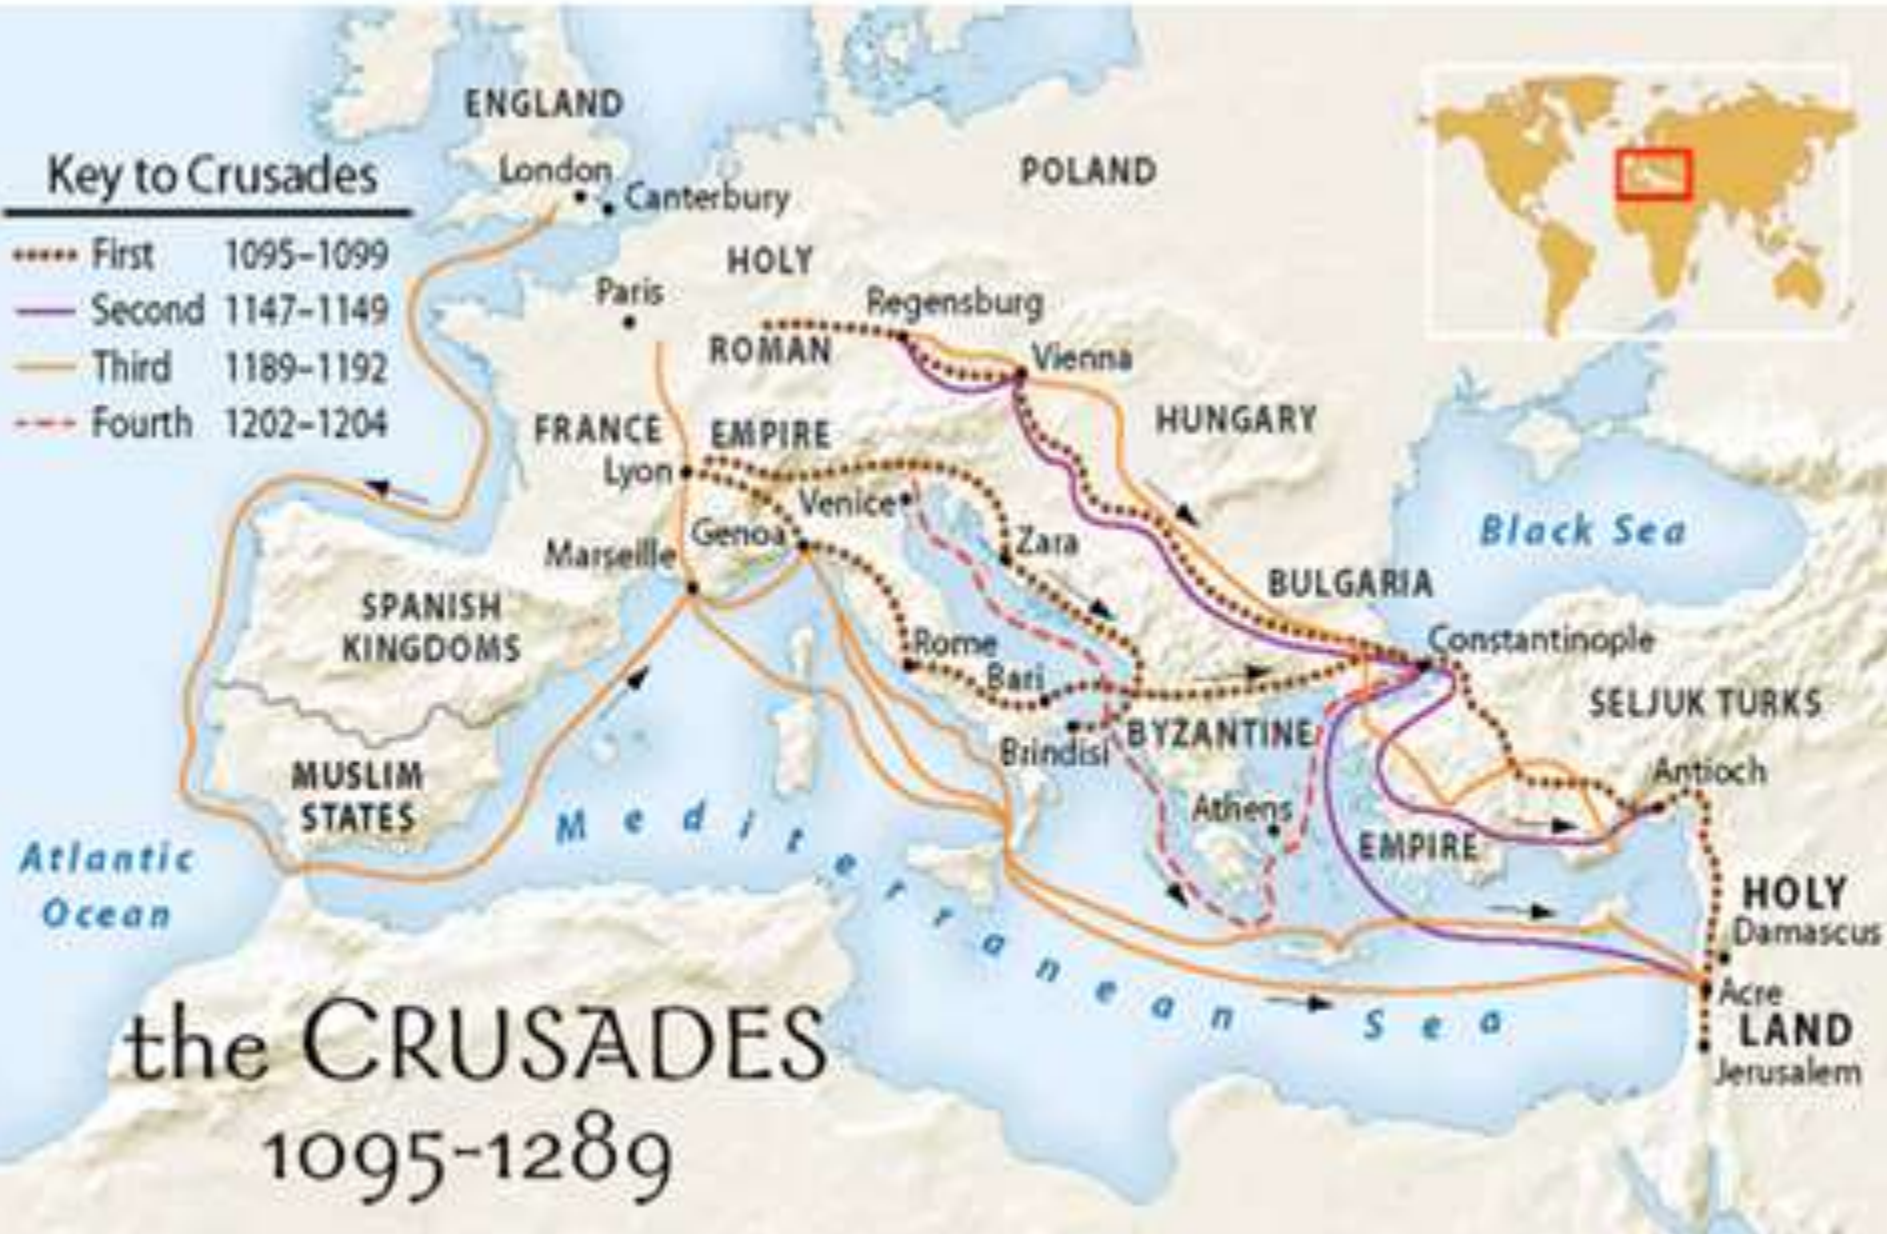 ENGLAND
London
Canterbury
POLAND
Key to Crusades
First 1095–1099
Second 1147–1149
Third 1189–1192
Fourth 1202–1204
HOLY
Paris
Regensburg
ROMAN
Vienna
FRANCE
EMPIRE
HUNGARY
Lyon
Venice
Genoa
Zara
Marseille
Black Sea
BULGARIA
SPANISH
KINGDOMS
Rome
Constantinople
Bari
SELJUK TURKS
BYZANTINE
Brindisi
MUSLIM
STATES
Antioch
Athens
EMPIRE
Mediterranean Sea
Atlantic
Ocean
HOLY
Damascus
Acre
LAND
Jerusalem
the CRUSADES
1095-1289